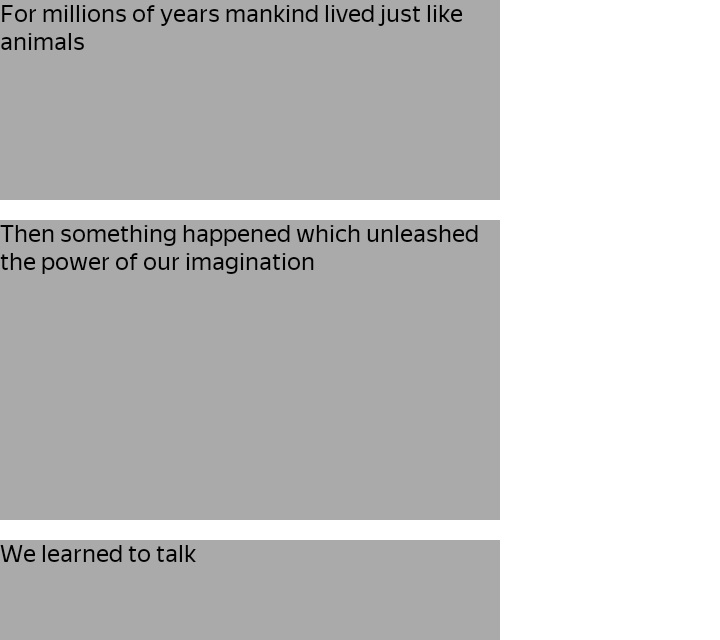 For millions of years mankind lived just like
animals
Then something happened which unleashed
the power of our imagination
We learned to talk